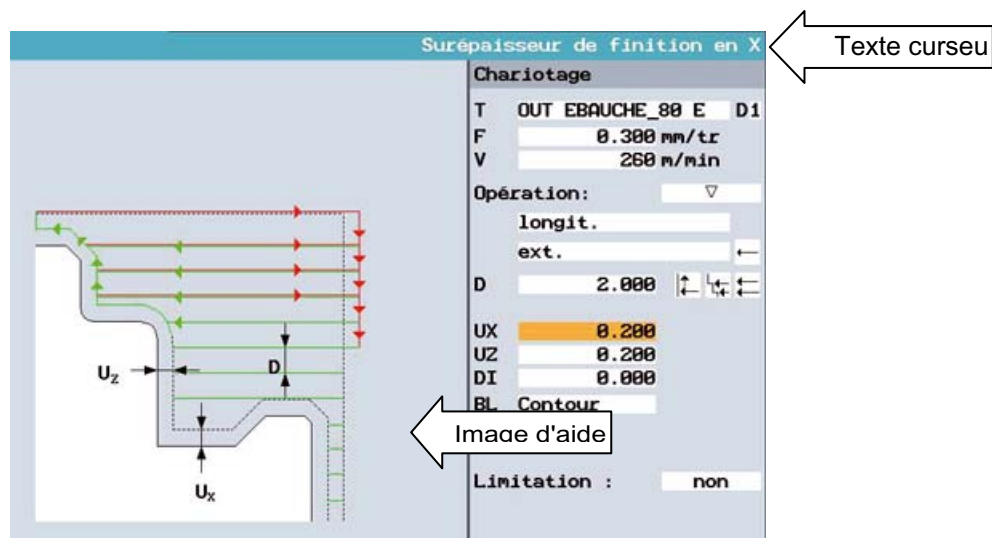 Surépaisseur de finition en X
Texte curseu
Chariotage
T OUT EBAUCHE_80 E D1
F 0.300 mm/tr
V 260 m/min
Opération: ▽
longit.
ext. ←
D 2.000
UX 0.200
UZ 0.200
DI 0.000
BL Contour
Image d'aide
Limitation : non
UZ
D
UX